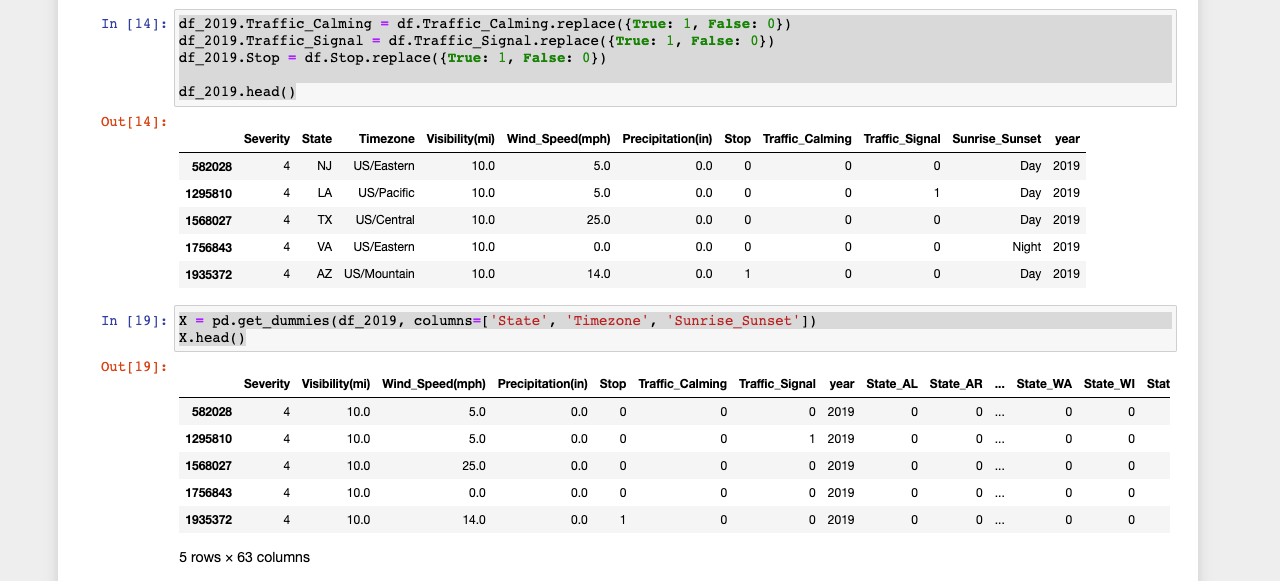 In [14]: df_2019.Traffic_Calming = df.Traffic_Calming.replace({True: 1, False: 0})
df_2019.Traffic_Signal = df.Traffic_Signal.replace({True: 1, False: 0})
df_2019.Stop = df.Stop.replace({True: 1, False: 0})
df_2019.head()
Out[14]:
Severity State Timezone Visibility(mi) Wind_Speed(mph) Precipitation(in) Stop Traffic_Calming Traffic_Signal Sunrise_Sunset year
582028 4 NJ US/Eastern 10.0 5.0 0.0 0 0 0 Day 2019
1295810 4 LA US/Pacific 10.0 5.0 0.0 0 0 1 Day 2019
1568027 4 TX US/Central 10.0 25.0 0.0 0 0 0 Day 2019
1756843 4 VA US/Eastern 10.0 0.0 0.0 0 0 0 Night 2019
1935372 4 AZ US/Mountain 10.0 14.0 0.0 1 0 0 Day 2019
In [19]: X = pd.get_dummies(df_2019, columns=['State', 'Timezone', 'Sunrise_Sunset'])
X.head()
Out[19]:
Severity Visibility(mi) Wind_Speed(mph) Precipitation(in) Stop Traffic_Calming Traffic_Signal year State_AL State_AR ... State_WA State_WI Stat
582028 4 10.0 5.0 0.0 0 0 0 2019 0 0 ... 0 0
1295810 4 10.0 5.0 0.0 0 0 1 2019 0 0 ... 0 0
1568027 4 10.0 25.0 0.0 0 0 0 2019 0 0 ... 0 0
1756843 4 10.0 0.0 0.0 0 0 0 2019 0 0 ... 0 0
1935372 4 10.0 14.0 0.0 1 0 0 2019 0 0 ... 0 0
5 rows × 63 columns